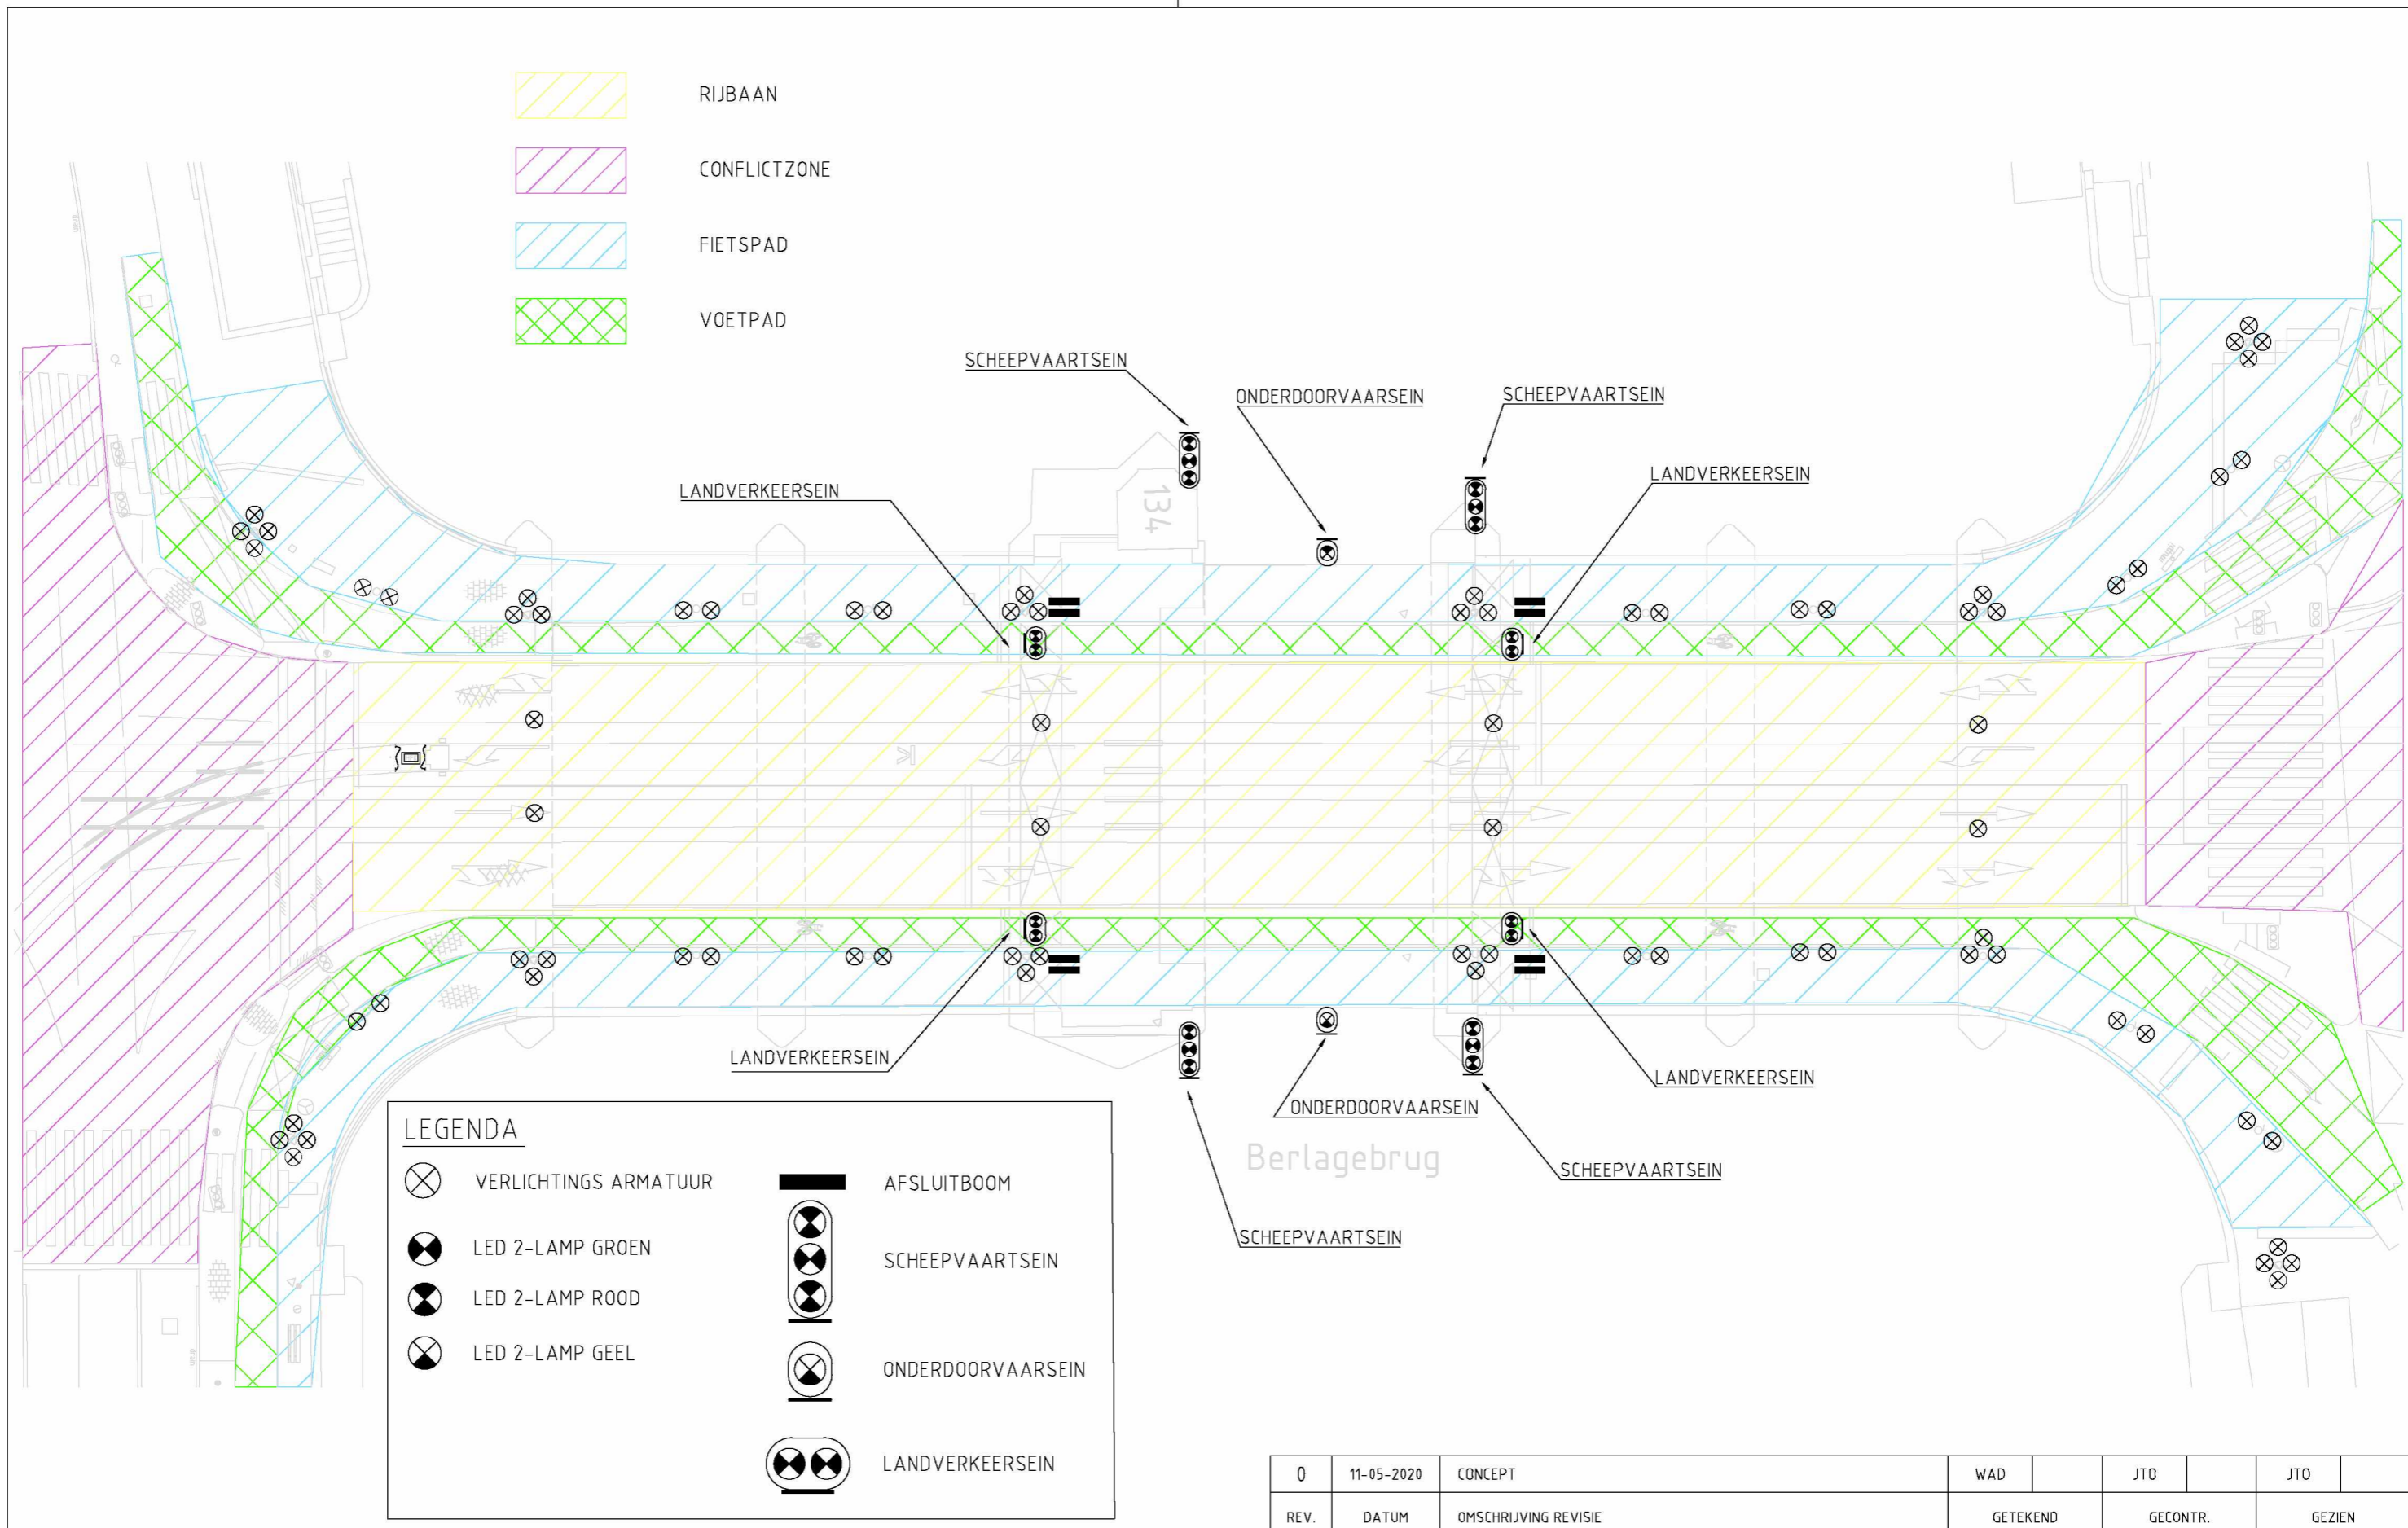 RIJBAAN
CONFLICTZONE
FIETSPAD
VOETPAD
SCHEEPVAARTSEIN
ONDERDOORVAARSEIN
SCHEEPVAARTSEIN
LANDVERKEERSEIN
LANDVERKEERSEIN
134
LANDVERKEERSEIN
LANDVERKEERSEIN
ONDERDOORVAARSEIN
Berlagebrug
SCHEEPVAARTSEIN
SCHEEPVAARTSEIN
LEGENDA
VERLICHTINGS ARMATUUR
AFSLUITBOOM
LED 2-LAMP GROEN
SCHEEPVAARTSEIN
LED 2-LAMP ROOD
LED 2-LAMP GEEL
ONDERDOORVAARSEIN
LANDVERKEERSEIN
0 11-05-2020 CONCEPT WAD JTO JTO
REV. DATUM OMSCHRIJVING REVISIE GETEKEND GECONTR. GEZIEN